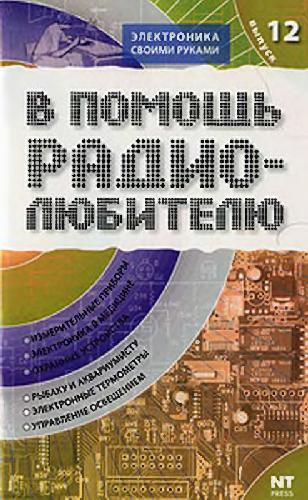 ЭЛЕКТРОНИКА
СВОИМИ РУКАМИ
выпуск 12
В ПОМОЩЬ
РАДИО-
ЛЮБИТЕЛЮ
• ИЗМЕРИТЕЛЬНЫЕ ПРИБОРЫ
• ЭЛЕКТРОНИКА В МЕДИЦИНЕ
• ОХРАННЫЕ УСТРОЙСТВА
• РЫБАКУ И АКВАРИУМИСТУ
• ЭЛЕКТРОННЫЕ ТЕРМОМЕТРЫ
• УПРАВЛЕНИЕ ОСВЕЩЕНИЕМ
NT
PRESS